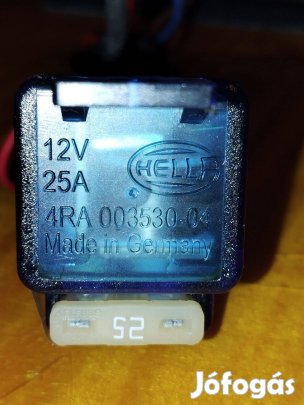 12V
25A
HELLA
4RA 003530-04
Made in Germany
25
Jófogás